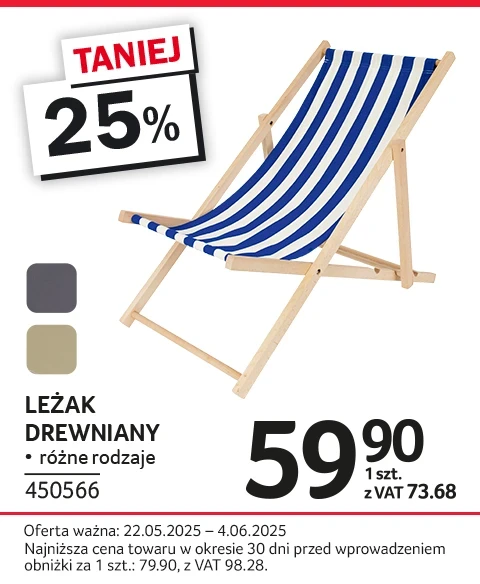 TANIEJ
25%
LEŻAK
DREWNIANY
• różne rodzaje
450566
59 90
1 szt.
z VAT 73.68
Oferta ważna: 22.05.2025 – 4.06.2025
Najniższa cena towaru w okresie 30 dni przed wprowadzeniem
obniżki za 1 szt.: 79.90, z VAT 98.28.